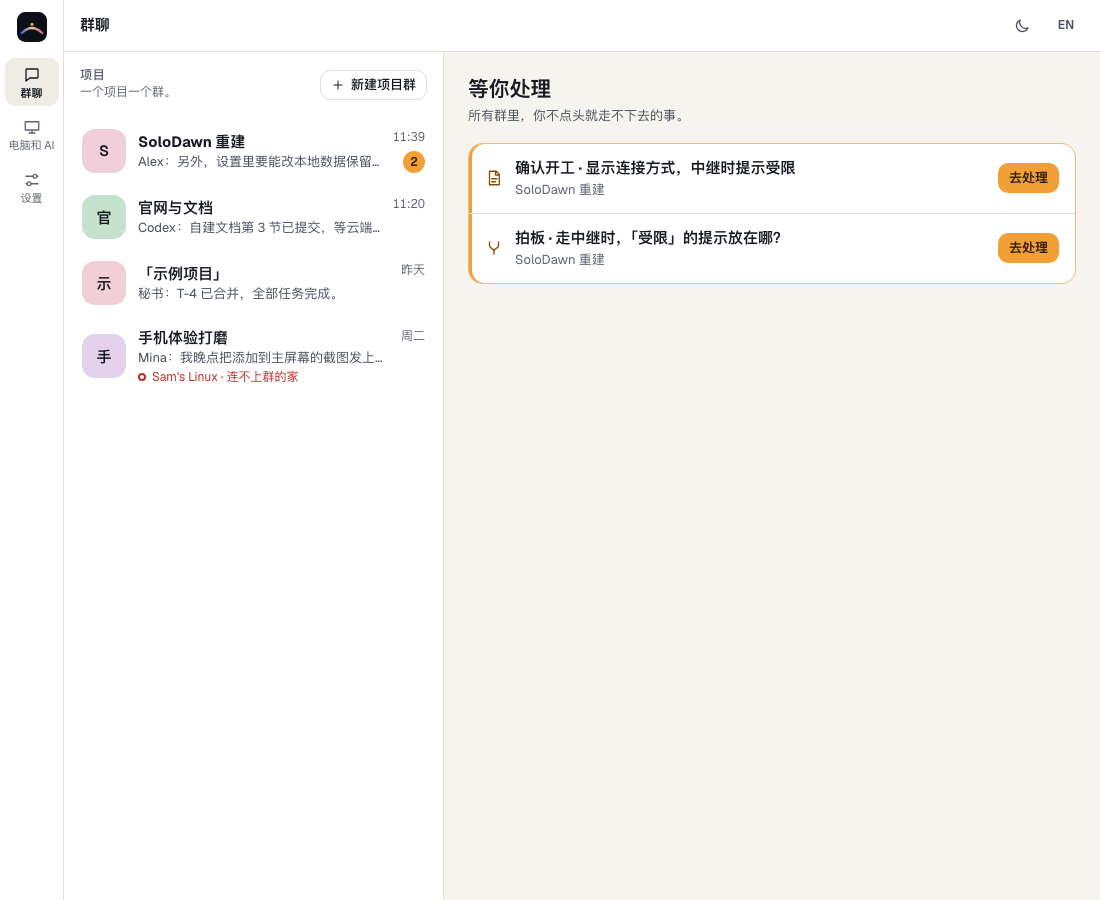 群聊
EN
群聊
电脑和 AI
设置
项目
一个项目一个群。
新建项目群
S
SoloDawn 重建
11:39
Alex：另外，设置里要能改本地数据保留…
2
官
官网与文档
11:20
Codex：自建文档第 3 节已提交，等云端…
示
「示例项目」
昨天
秘书：T-4 已合并，全部任务完成。
手
手机体验打磨
周二
Mina：我晚点把添加到主屏幕的截图发上…
Sam's Linux · 连不上群的家
等你处理
所有群里，你不点头就走不下去的事。
确认开工 · 显示连接方式，中继时提示受限
SoloDawn 重建
去处理
拍板 · 走中继时，「受限」的提示放在哪？
SoloDawn 重建
去处理